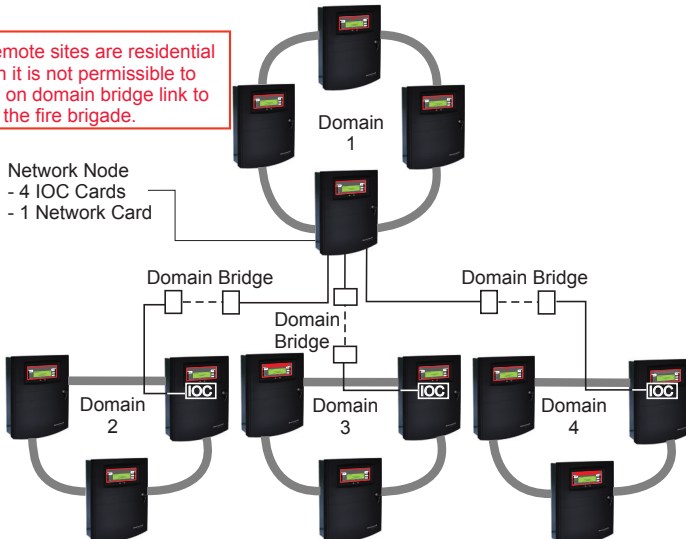 emote sites are residential
it is not permissible to
on domain bridge link to
the fire brigade.
Domain
1
Network Node
- 4 IOC Cards
- 1 Network Card
Domain Bridge
Domain Bridge
Domain
Bridge
IOC
IOC
IOC
Domain
2
Domain
3
Domain
4